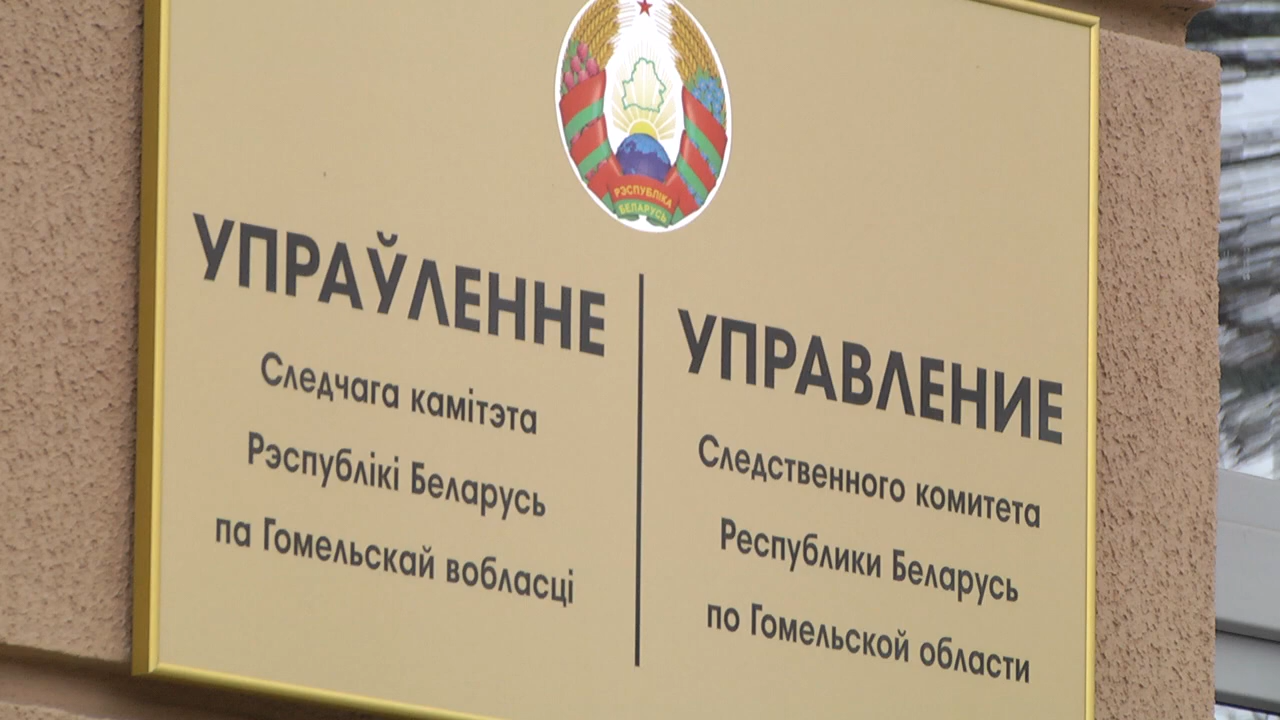 РЭСПУБЛІКА
БЕЛАРУСЬ
УПРАЎЛЕННЕ
Следчага камітэта
Рэспублікі Беларусь
па Гомельскай вобласці
УПРАВЛЕНИЕ
Следственного комитета
Республики Беларусь
по Гомельской области